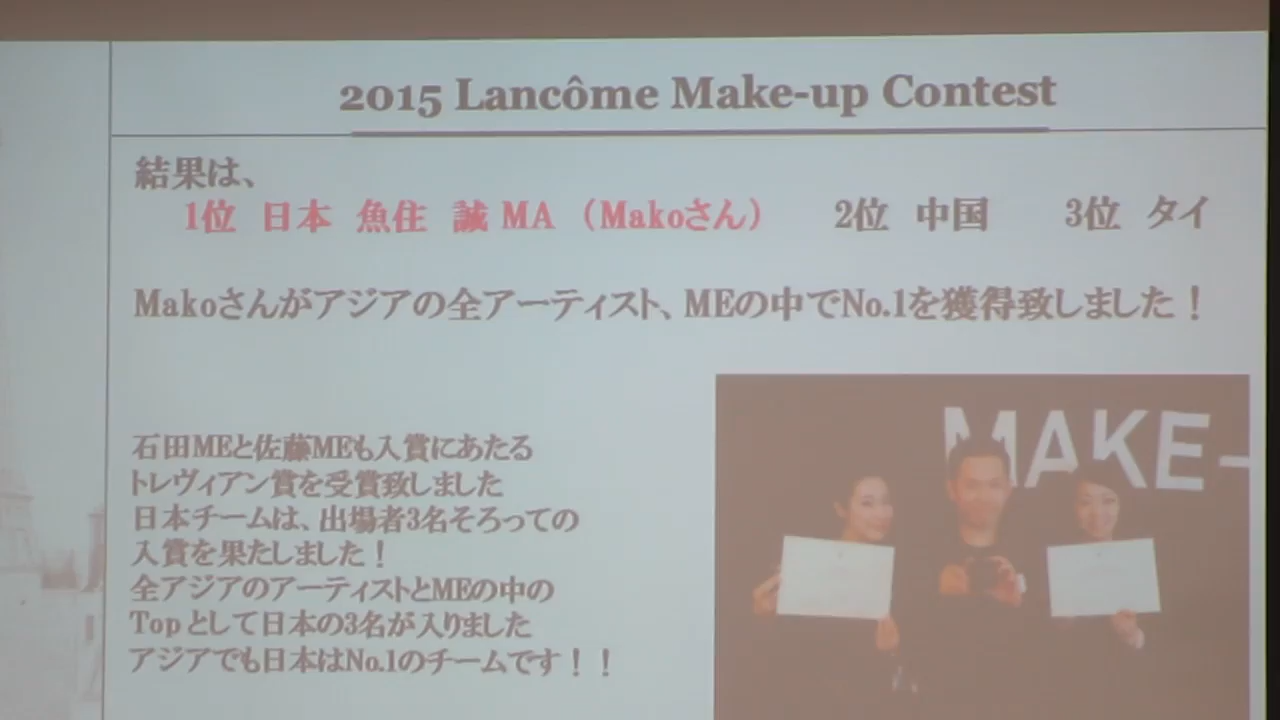 2015 Lancôme Make-up Contest
結果は、
1位 日本 魚住 誠 MA （Makoさん） 2位 中国 3位 タイ
Makoさんがアジアの全アーティスト、MEの中でNo.1を獲得致しました！
石田MEと佐藤MEも入賞にあたる
トレヴィアン賞を受賞致しました
日本チームは、出場者3名そろっての
入賞を果たしました！
全アジアのアーティストとMEの中の
Topとして日本の3名が入りました
アジアでも日本はNo.1のチームです！！
MAKE-